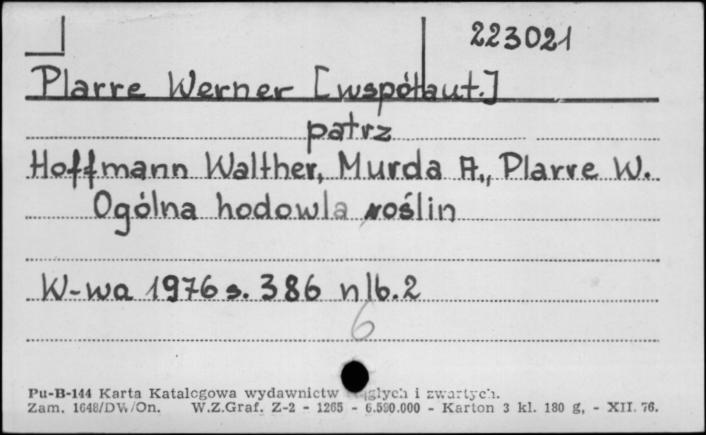 223021
Plarre Werner [współaut.]
patrz
Hoffmann Walther, Murda A., Plarre W.
Ogólna hodowla roślin
W-wa 1976 s. 386 nlb. 2
6
Pu-B-144 Karta Katalogowa wydawnictw ciągłych i zwartych.
Zam. 1648/DW/On. W.Z.Graf. Z-2 - 1265 - 6.590.000 - Karton 3 kl. 180 g, - XII. 76.